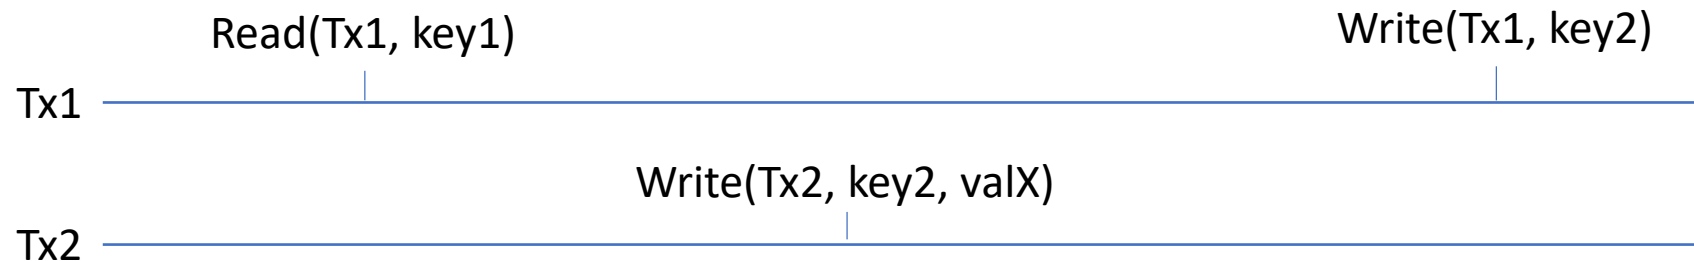 Read(Tx1, key1)
Write(Tx1, key2)
Tx1
Write(Tx2, key2, valX)
Tx2